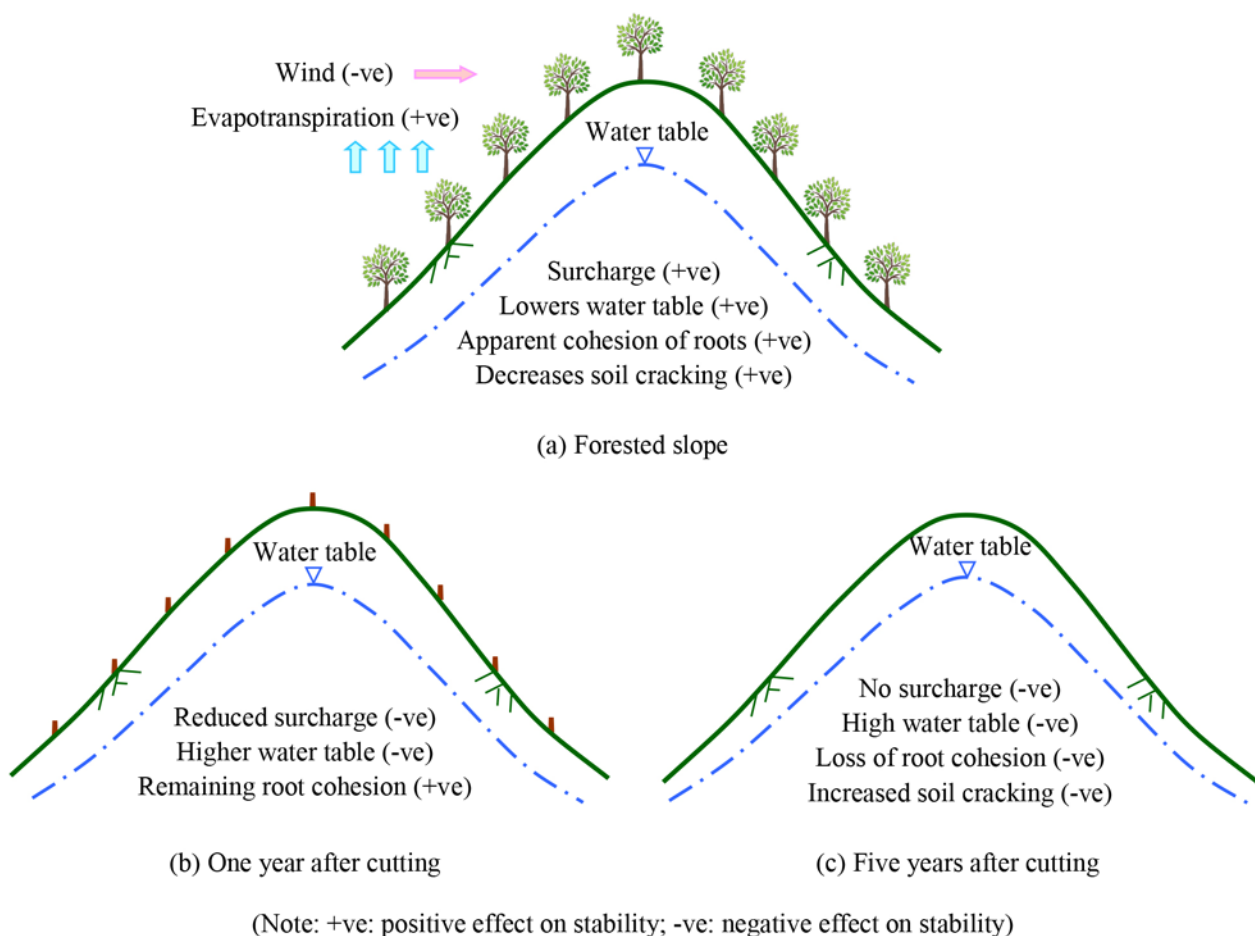 Wind (-ve)
Evapotranspiration (+ve)
Water table
Surcharge (+ve)
Lowers water table (+ve)
Apparent cohesion of roots (+ve)
Decreases soil cracking (+ve)
(a) Forested slope
Water table
Reduced surcharge (-ve)
Higher water table (-ve)
Remaining root cohesion (+ve)
(b) One year after cutting
Water table
No surcharge (-ve)
High water table (-ve)
Loss of root cohesion (-ve)
Increased soil cracking (-ve)
(c) Five years after cutting
(Note: +ve: positive effect on stability; -ve: negative effect on stability)